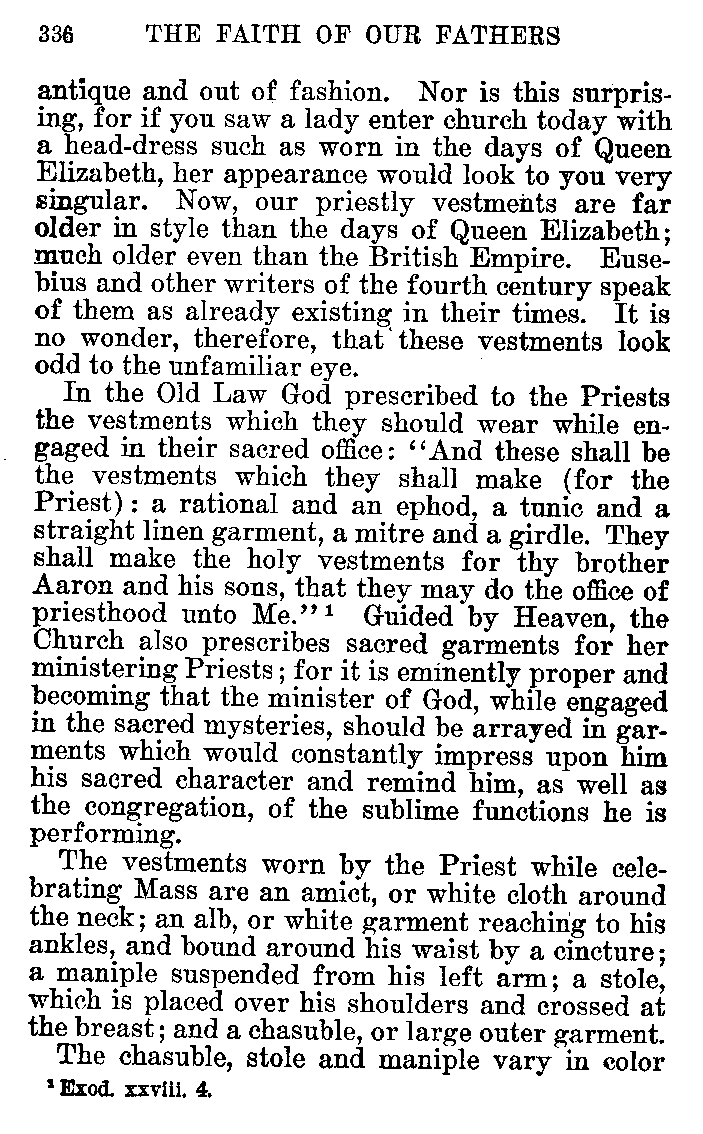 336 THE FAITH OF OUR FATHERS
antique and out of fashion. Nor is this surpris-
ing, for if you saw a lady enter church today with
a head-dress such as worn in the days of Queen
Elizabeth, her appearance would look to you very
singular. Now, our priestly vestments are far
older in style than the days of Queen Elizabeth;
much older even than the British Empire. Euse-
bius and other writers of the fourth century speak
of them as already existing in their times. It is
no wonder, therefore, that these vestments look
odd to the unfamiliar eye.
In the Old Law God prescribed to the Priests
the vestments which they should wear while en-
gaged in their sacred office: “And these shall be
the vestments which they shall make (for the
Priest): a rational and an ephod, a tunic and a
straight linen garment, a mitre and a girdle. They
shall make the holy vestments for thy brother
Aaron and his sons, that they may do the office of
priesthood unto Me.”¹ Guided by Heaven, the
Church also prescribes sacred garments for her
ministering Priests; for it is eminently proper and
becoming that the minister of God, while engaged
in the sacred mysteries, should be arrayed in gar-
ments which would constantly impress upon him
his sacred character and remind him, as well as
the congregation, of the sublime functions he is
performing.
The vestments worn by the Priest while cele-
brating Mass are an amict, or white cloth around
the neck; an alb, or white garment reaching to his
ankles, and bound around his waist by a cincture;
a maniple suspended from his left arm; a stole,
which is placed over his shoulders and crossed at
the breast; and a chasuble, or large outer garment.
The chasuble, stole and maniple vary in color
¹ Exod. xxviii. 4.